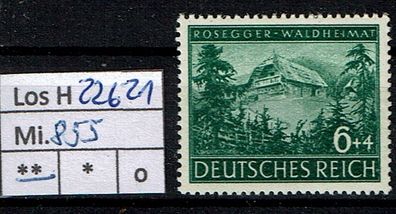 Los H 22621
Mi. 855
** * o
ROSEGGER-WALDHEIMAT
6+4
DEUTSCHES REICH